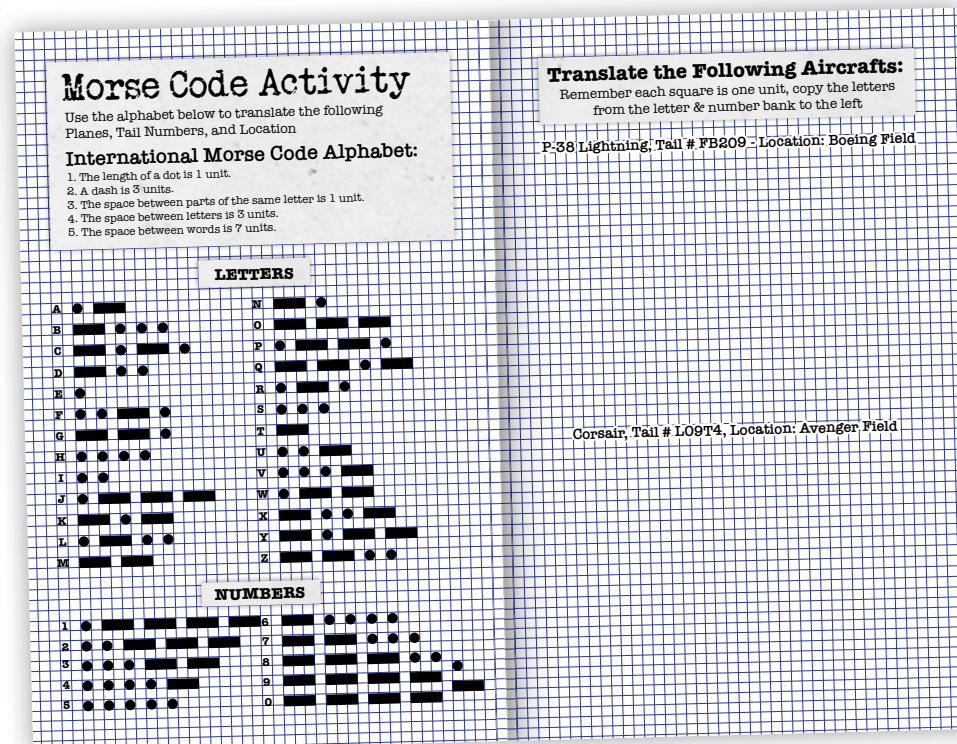 Morse Code Activity
Use the alphabet below to translate the following
Planes, Tail Numbers, and Location
International Morse Code Alphabet:
1. The length of a dot is 1 unit.
2. A dash is 3 units.
3. The space between parts of the same letter is 1 unit.
4. The space between letters is 3 units.
5. The space between words is 7 units.
LETTERS
A
B
C
D
E
F
G
H
I
J
K
L
M
N
O
P
Q
R
S
T
U
V
W
X
Y
Z
NUMBERS
1
2
3
4
5
6
7
8
9
0
Translate the Following Aircrafts:
Remember each square is one unit, copy the letters
from the letter & number bank to the left
P-38 Lightning, Tail # FB209 - Location: Boeing Field
Corsair, Tail # L09T4, Location: Avenger Field